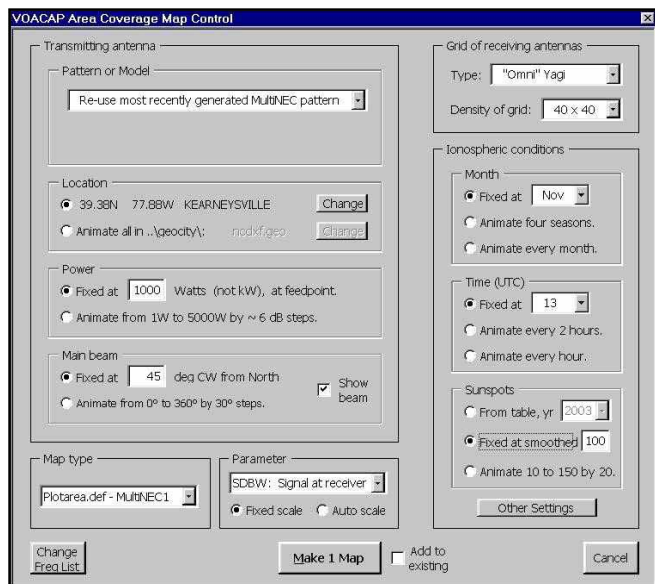 VOACAP Area Coverage Map Control
Transmitting antenna
Pattern or Model
Re-use most recently generated MultiNEC pattern
Location
39.38N 77.88W KEARNEYSVILLE Change
Animate all in ..\geocity\: ncdxf.geo Change
Power
Fixed at 1000 Watts (not kW), at feedpoint.
Animate from 1W to 5000W by ~ 6 dB steps.
Main beam
Fixed at 45 deg CW from North
Animate from 0º to 360º by 30º steps.
Show
beam
Map type
Plotarea.def - MultiNEC1
Parameter
SDBW: Signal at receiver
Fixed scale Auto scale
Grid of receiving antennas
Type: "Omni" Yagi
Density of grid: 40 x 40
Ionospheric conditions
Month
Fixed at Nov
Animate four seasons.
Animate every month.
Time (UTC)
Fixed at 13
Animate every 2 hours.
Animate every hour.
Sunspots
From table, yr 2003
Fixed at smoothed 100
Animate 10 to 150 by 20.
Other Settings
Change
Freq List
Make 1 Map
Add to
existing
Cancel